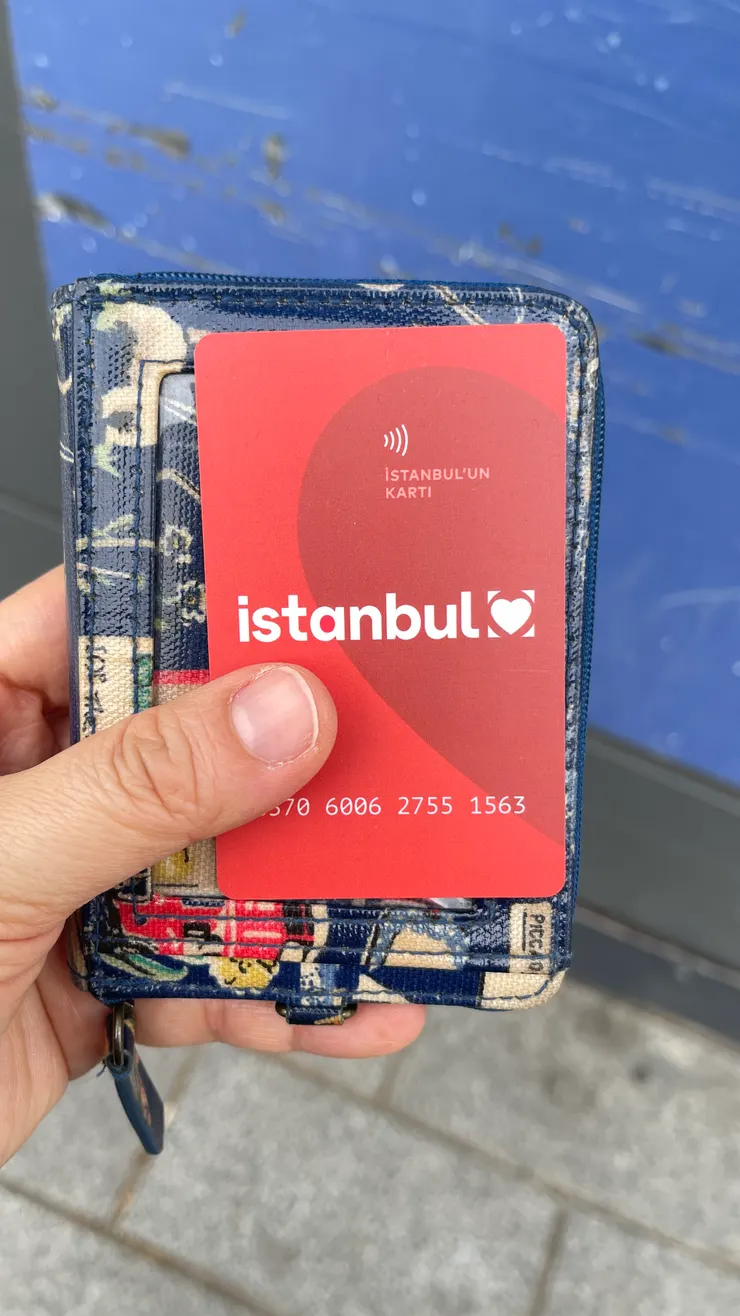 İSTANBUL'UN
KARTI
istanbul
370 6006 2755 1563